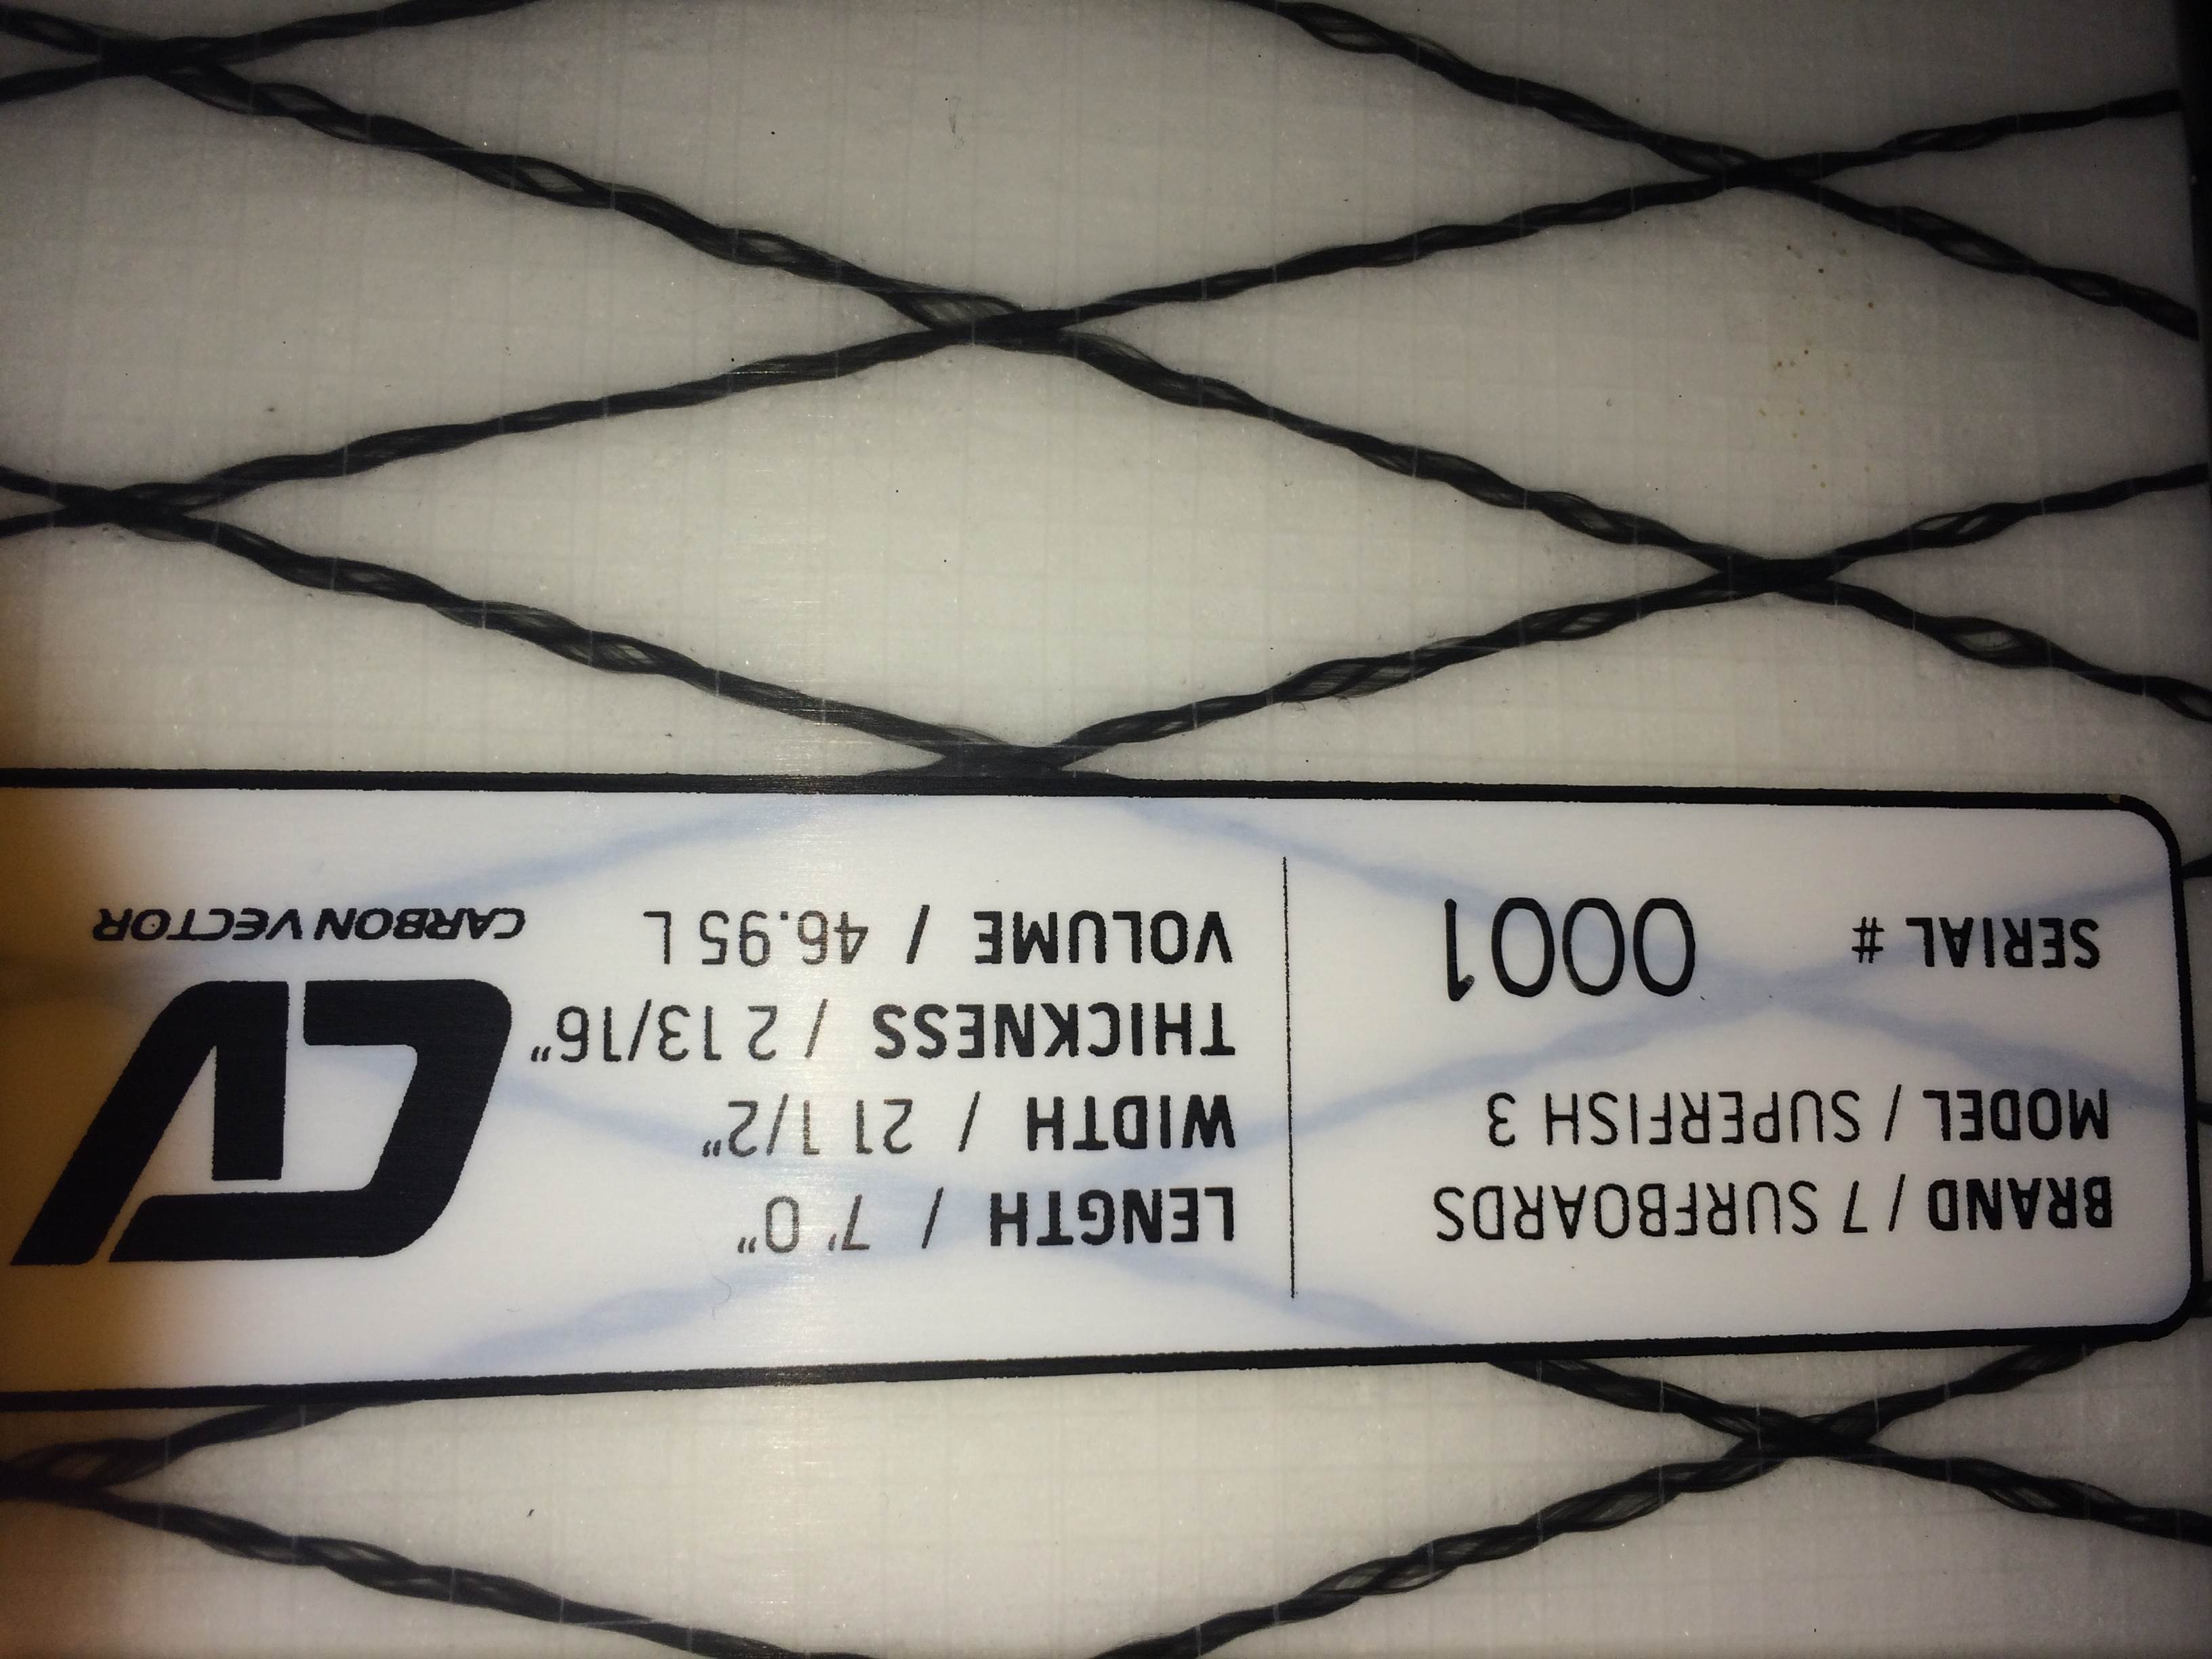 BRAND / 7 SURFBOARDS
MODEL / SUPERFISH 3
SERIAL # 0001
LENGTH / 7' 0"
WIDTH / 21 1/2"
THICKNESS / 2 13/16"
VOLUME / 46.95 L
CV
CARBON VECTOR